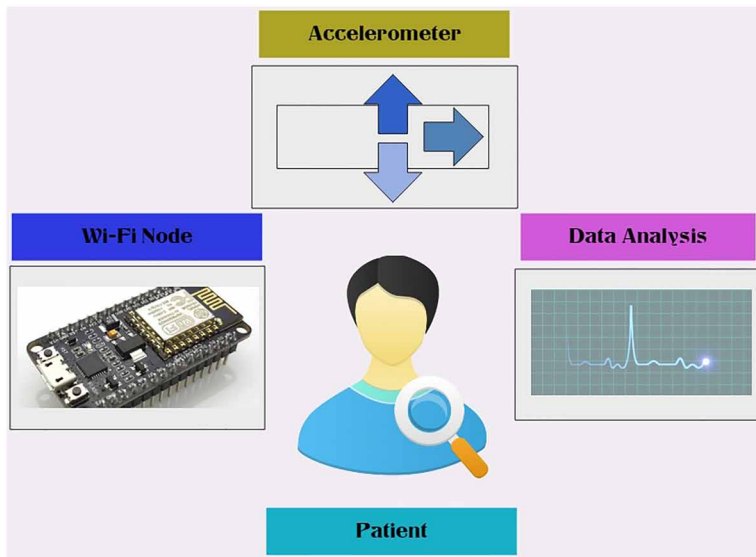 Accelerometer
Wi-Fi Node
Data Analysis
Patient